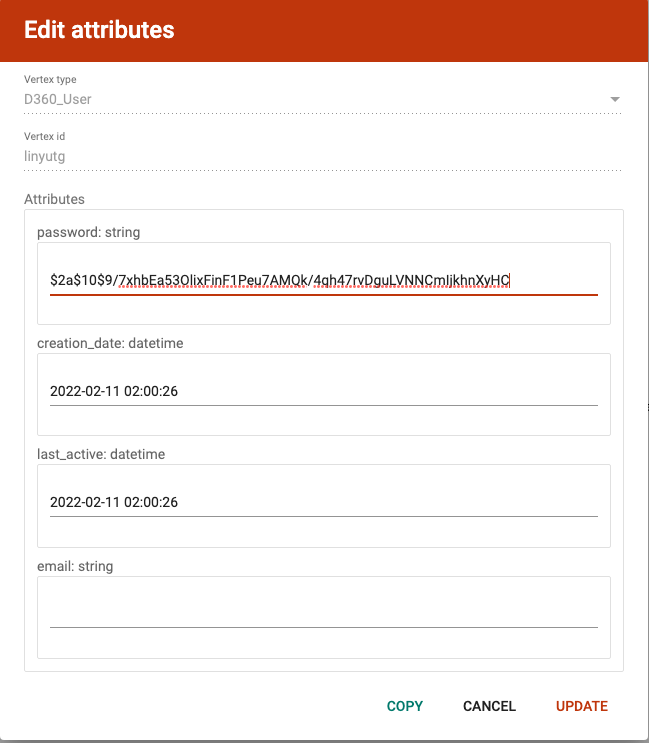 Edit attributes
Vertex type
D360_User
Vertex id
linyutg
Attributes
password: string
$2a$10$9/7xhbEa53OlixFinF1Peu7AMQk/4gh47rvDguLVNNCmIjkhnXyHC
creation_date: datetime
2022-02-11 02:00:26
last_active: datetime
2022-02-11 02:00:26
email: string
COPY CANCEL UPDATE